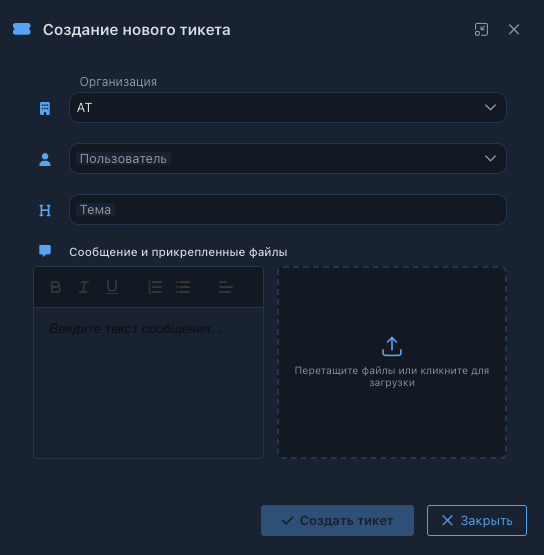 Создание нового тикета
Организация
AT
Пользователь
Тема
Сообщение и прикрепленные файлы
B I U
Введите текст сообщения...
Перетащите файлы или кликните для
загрузки
Создать тикет
Закрыть